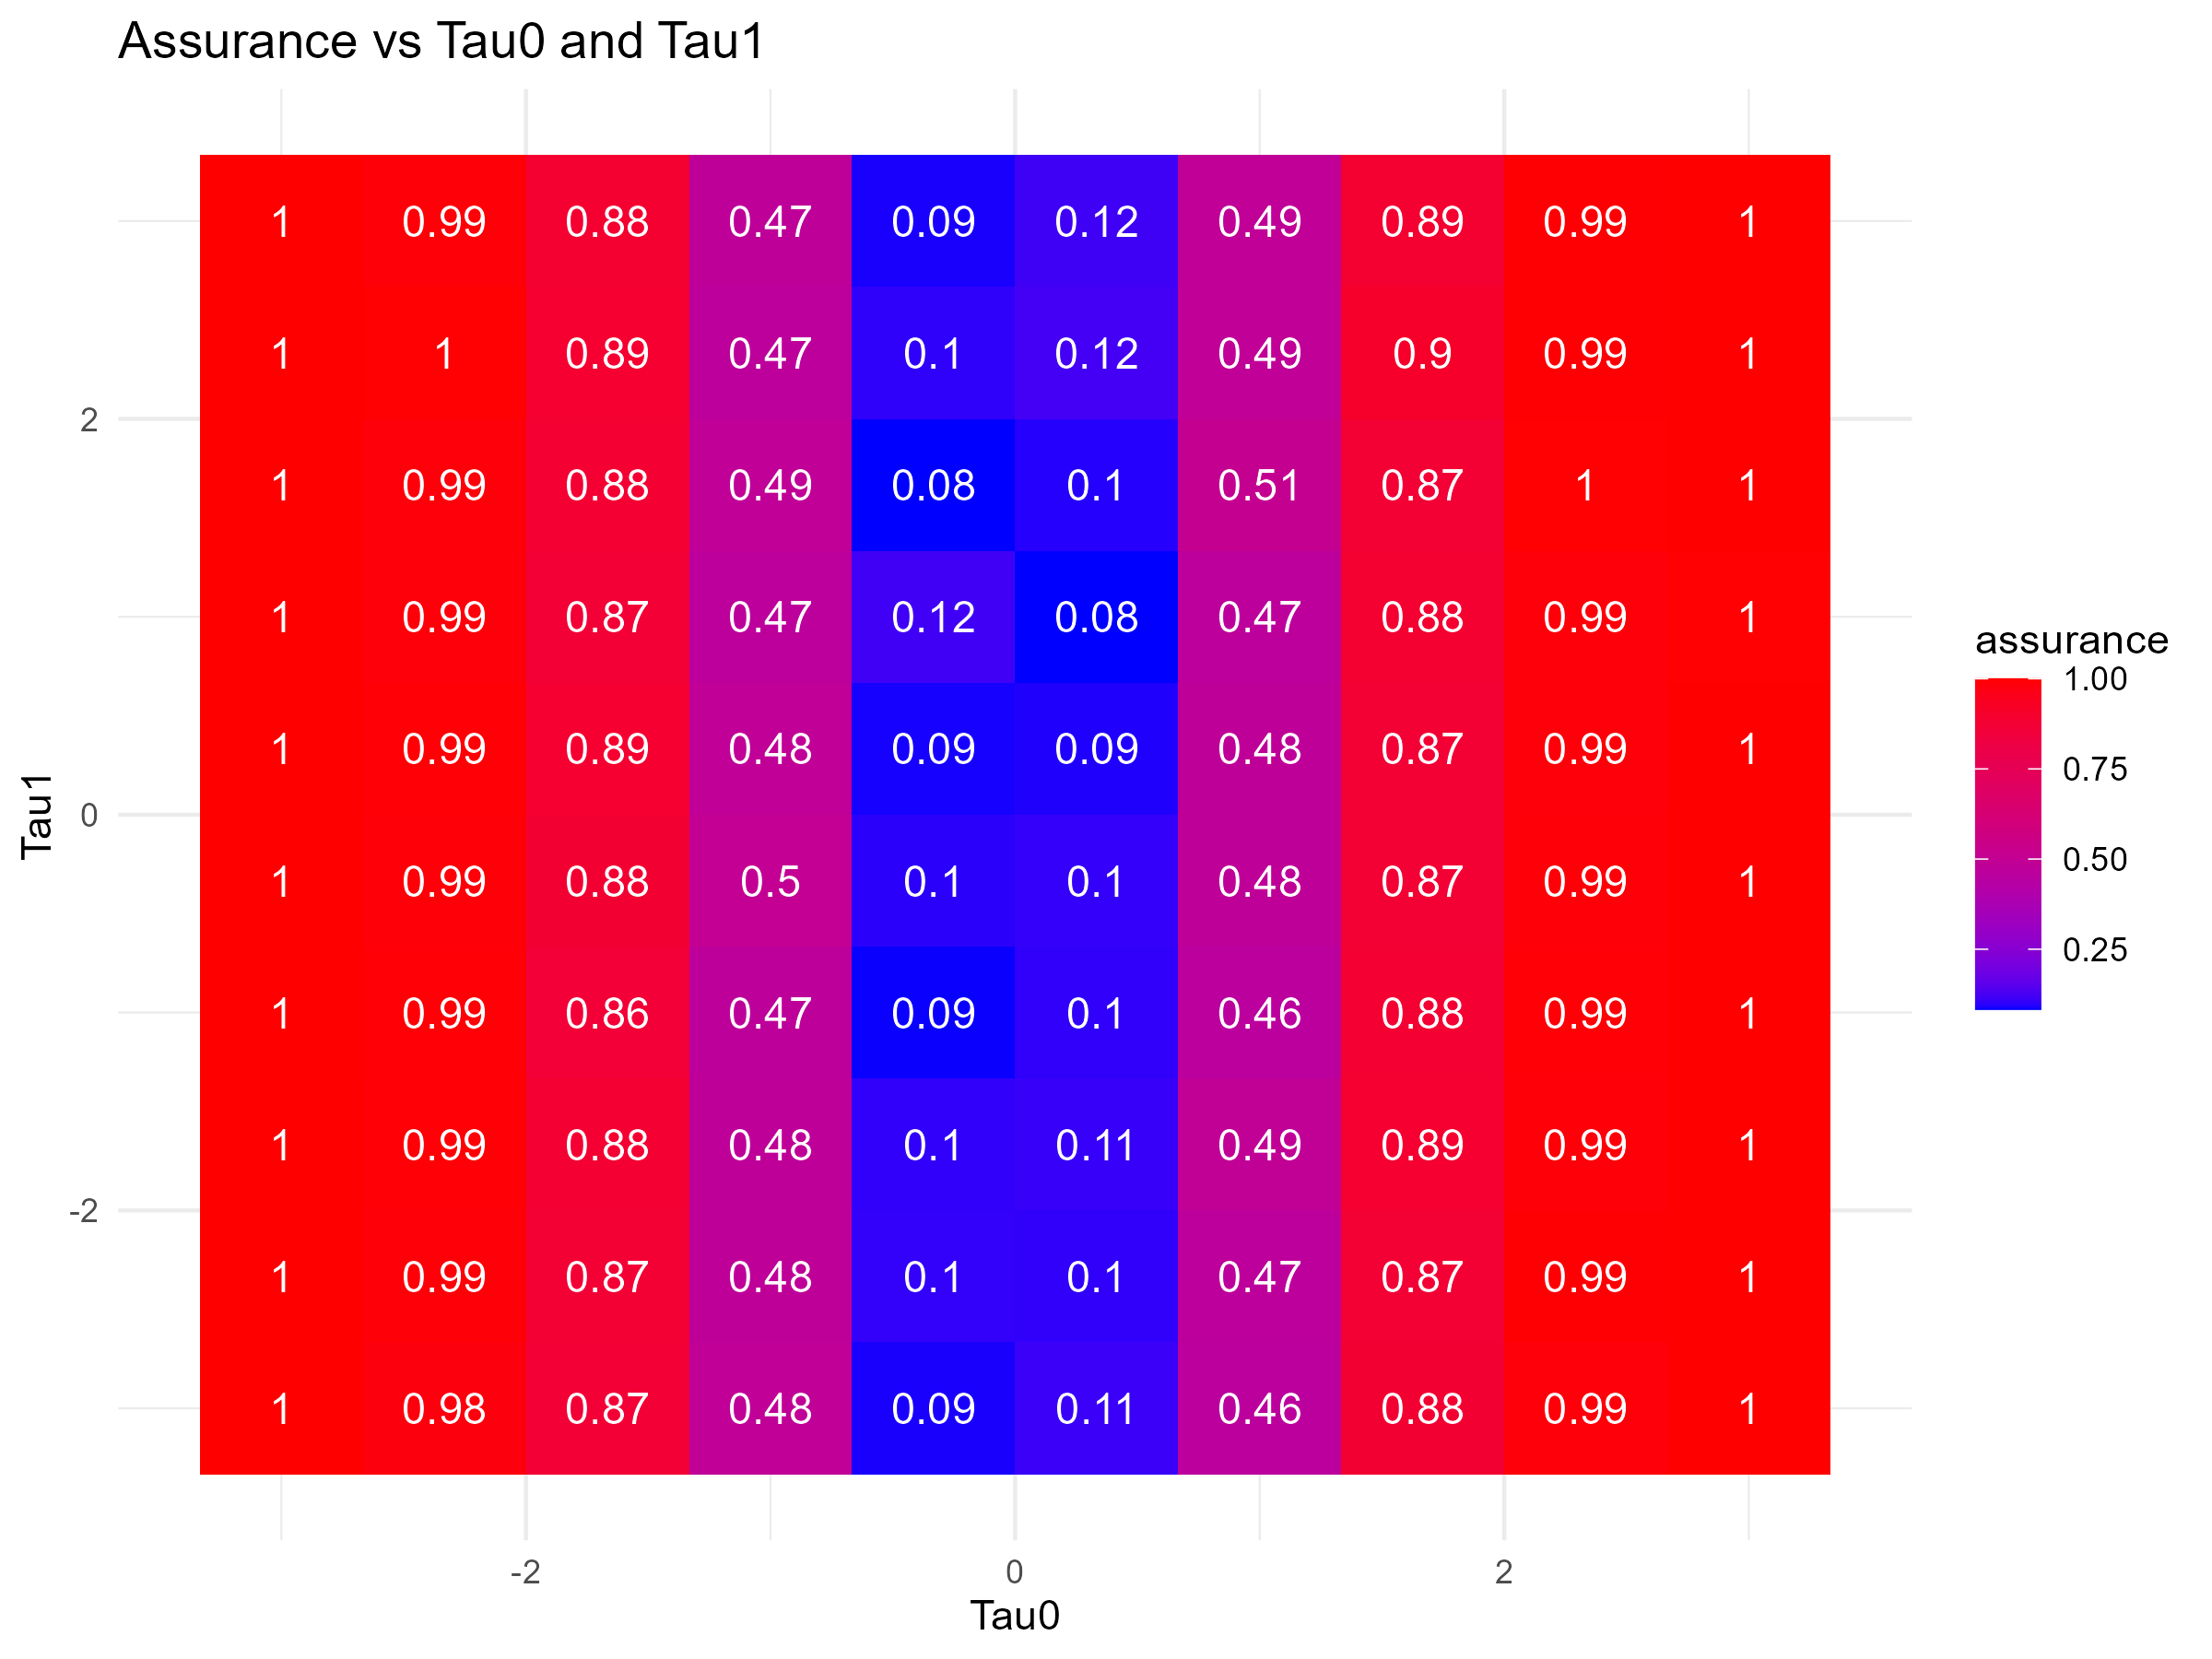 Assurance vs Tau0 and Tau1
1 0.99 0.88 0.47 0.09 0.12 0.49 0.89 0.99 1
1 1 0.89 0.47 0.1 0.12 0.49 0.9 0.99 1
2
1 0.99 0.88 0.49 0.08 0.1 0.51 0.87 1 1
1 0.99 0.87 0.47 0.12 0.08 0.47 0.88 0.99 1
1 0.99 0.89 0.48 0.09 0.09 0.48 0.87 0.99 1
0
1 0.99 0.88 0.5 0.1 0.1 0.48 0.87 0.99 1
1 0.99 0.86 0.47 0.09 0.1 0.46 0.88 0.99 1
1 0.99 0.88 0.48 0.1 0.11 0.49 0.89 0.99 1
-2
1 0.99 0.87 0.48 0.1 0.1 0.47 0.87 0.99 1
1 0.98 0.87 0.48 0.09 0.11 0.46 0.88 0.99 1
-2 0 2
Tau0
Tau1
assurance
1.00
0.75
0.50
0.25